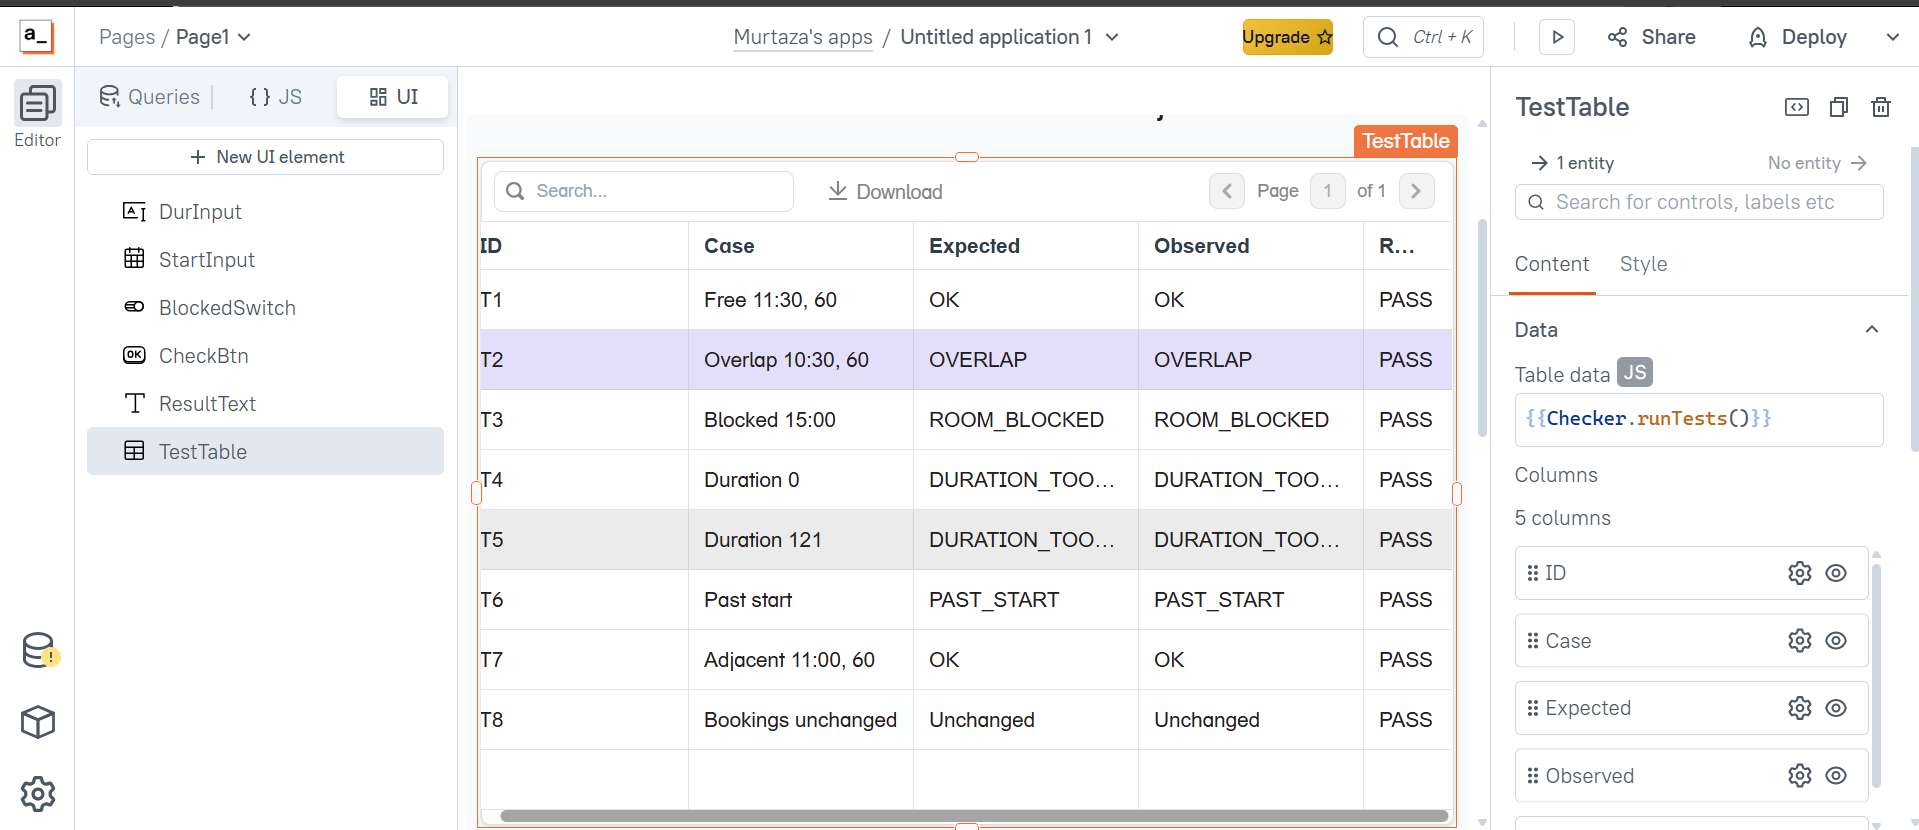 a_
Pages / Page1
Murtaza's apps / Untitled application 1
Upgrade
Ctrl + K
Share
Deploy
Editor
Queries
{ } JS
UI
+ New UI element
DurInput
StartInput
BlockedSwitch
OK CheckBtn
ResultText
TestTable
TestTable
Search...
Download
Page 1 of 1
ID Case Expected Observed R...
T1 Free 11:30, 60 OK OK PASS
T2 Overlap 10:30, 60 OVERLAP OVERLAP PASS
T3 Blocked 15:00 ROOM_BLOCKED ROOM_BLOCKED PASS
T4 Duration 0 DURATION_TOO... DURATION_TOO... PASS
T5 Duration 121 DURATION_TOO... DURATION_TOO... PASS
T6 Past start PAST_START PAST_START PASS
T7 Adjacent 11:00, 60 OK OK PASS
T8 Bookings unchanged Unchanged Unchanged PASS
TestTable
→ 1 entity
No entity →
Search for controls, labels etc
Content
Style
Data
Table data JS
{{Checker.runTests()}}
Columns
5 columns
ID
Case
Expected
Observed